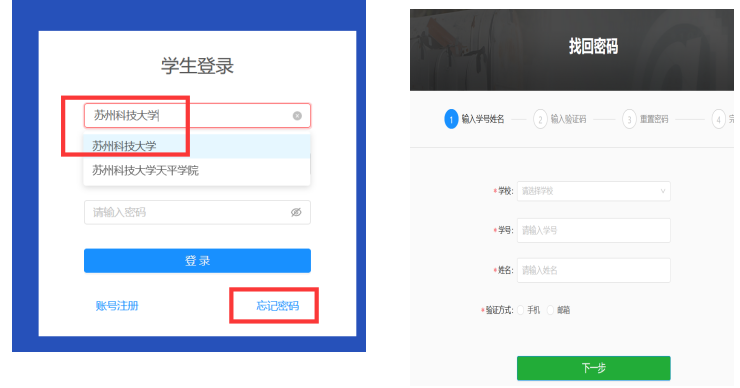 学生登录
苏州科技大学
苏州科技大学
苏州科技大学天平学院
请输入密码
登 录
账号注册
忘记密码
找回密码
1 输入学号姓名
2 输入验证码
3 重置密码
4
*学校: 请选择学校
*学号: 请输入学号
*姓名: 请输入姓名
*验证方式: 手机 邮箱
下一步